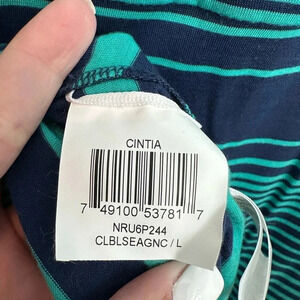 CINTIA
7 49100 53781 7
NRU6P244
CLBLSEAGNC / L